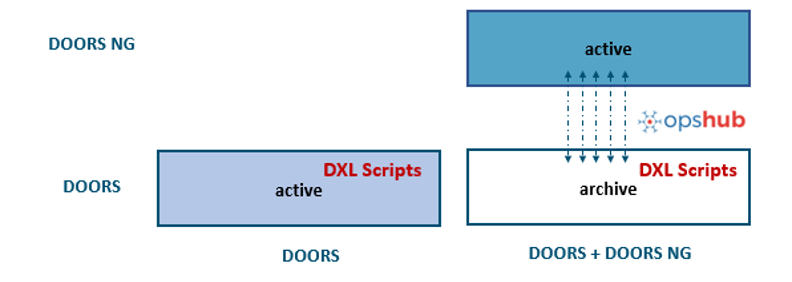 DOORS NG
active
opshub
DOORS
DXL Scripts
active
DXL Scripts
archive
DOORS
DOORS + DOORS NG